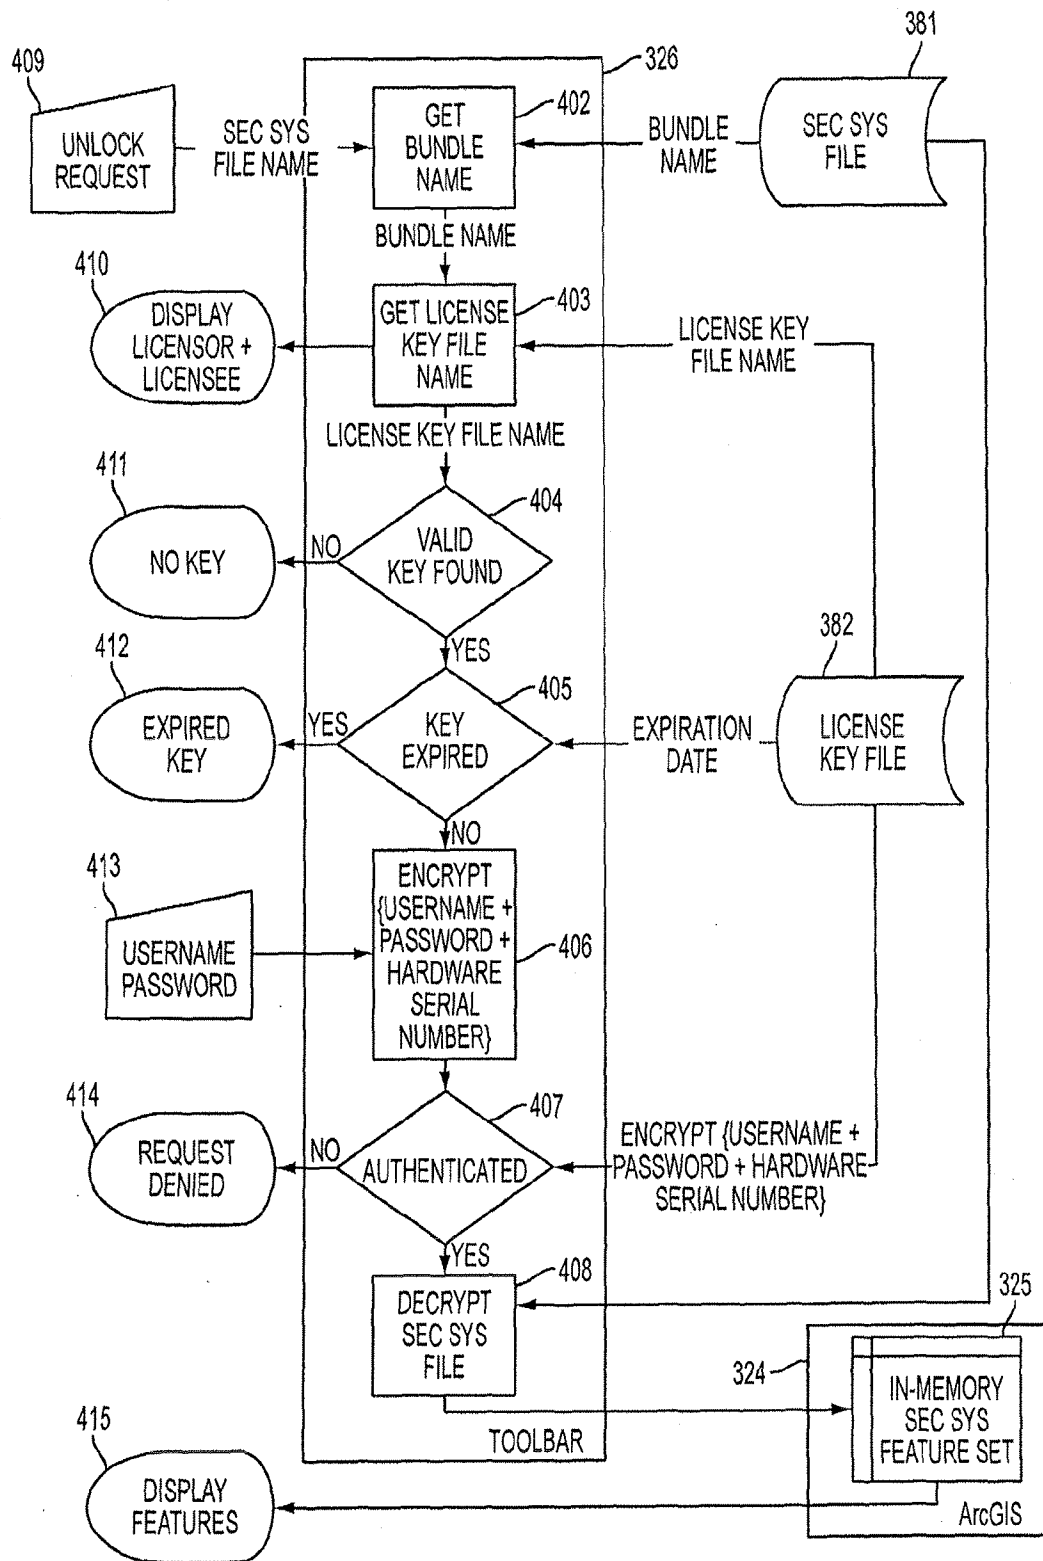 381
409
326
402
UNLOCK
REQUEST
SEC SYS
FILE NAME
GET
BUNDLE
NAME
BUNDLE
NAME
SEC SYS
FILE
BUNDLE NAME
410
403
DISPLAY
LICENSOR +
LICENSEE
GET LICENSE
KEY FILE
NAME
LICENSE KEY
FILE NAME
LICENSE KEY FILE NAME
411
404
NO KEY
NO
VALID
KEY FOUND
YES
412
405
382
EXPIRED
KEY
YES
KEY
EXPIRED
EXPIRATION
DATE
LICENSE
KEY FILE
NO
413
USERNAME
PASSWORD
ENCRYPT
{USERNAME +
PASSWORD +
HARDWARE
SERIAL
NUMBER}
406
414
407
REQUEST
DENIED
NO
AUTHENTICATED
ENCRYPT {USERNAME +
PASSWORD + HARDWARE
SERIAL NUMBER}
YES
408
DECRYPT
SEC SYS
FILE
325
324
IN-MEMORY
SEC SYS
FEATURE SET
415
TOOLBAR
DISPLAY
FEATURES
ArcGIS